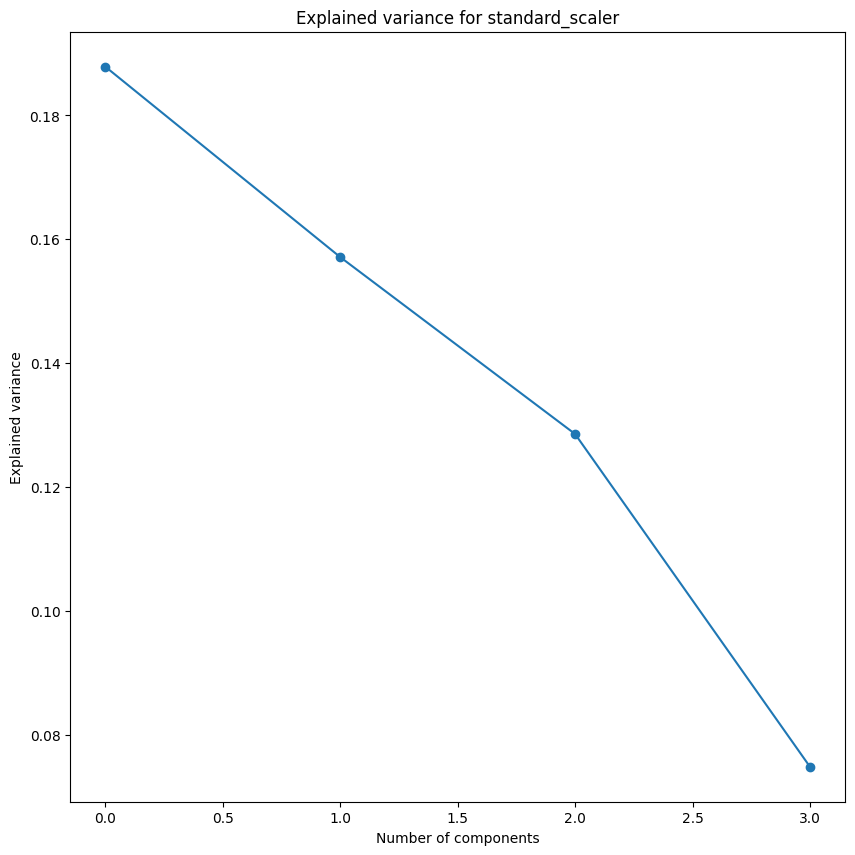 Explained variance for standard_scaler
0.18
0.16
0.14
0.12
0.10
0.08
Explained variance
0.0 0.5 1.0 1.5 2.0 2.5 3.0
Number of components